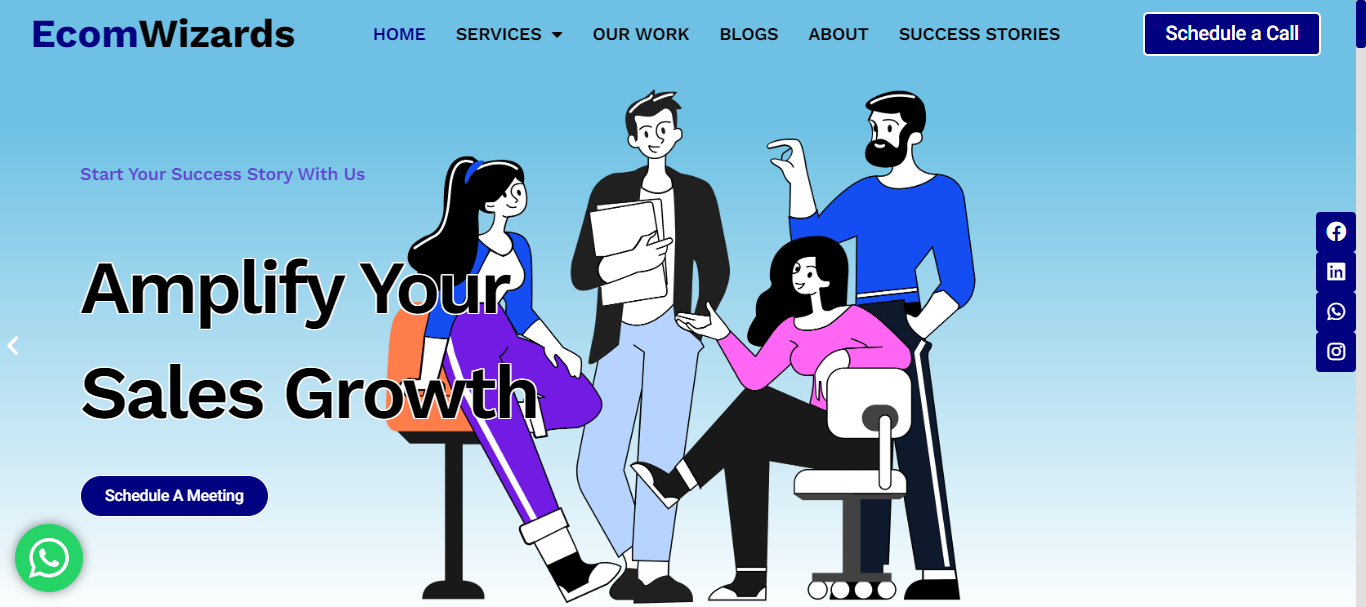 EcomWizards
HOME SERVICES OUR WORK BLOGS ABOUT SUCCESS STORIES
Schedule a Call
Start Your Success Story With Us
Amplify Your
Sales Growth
Schedule A Meeting